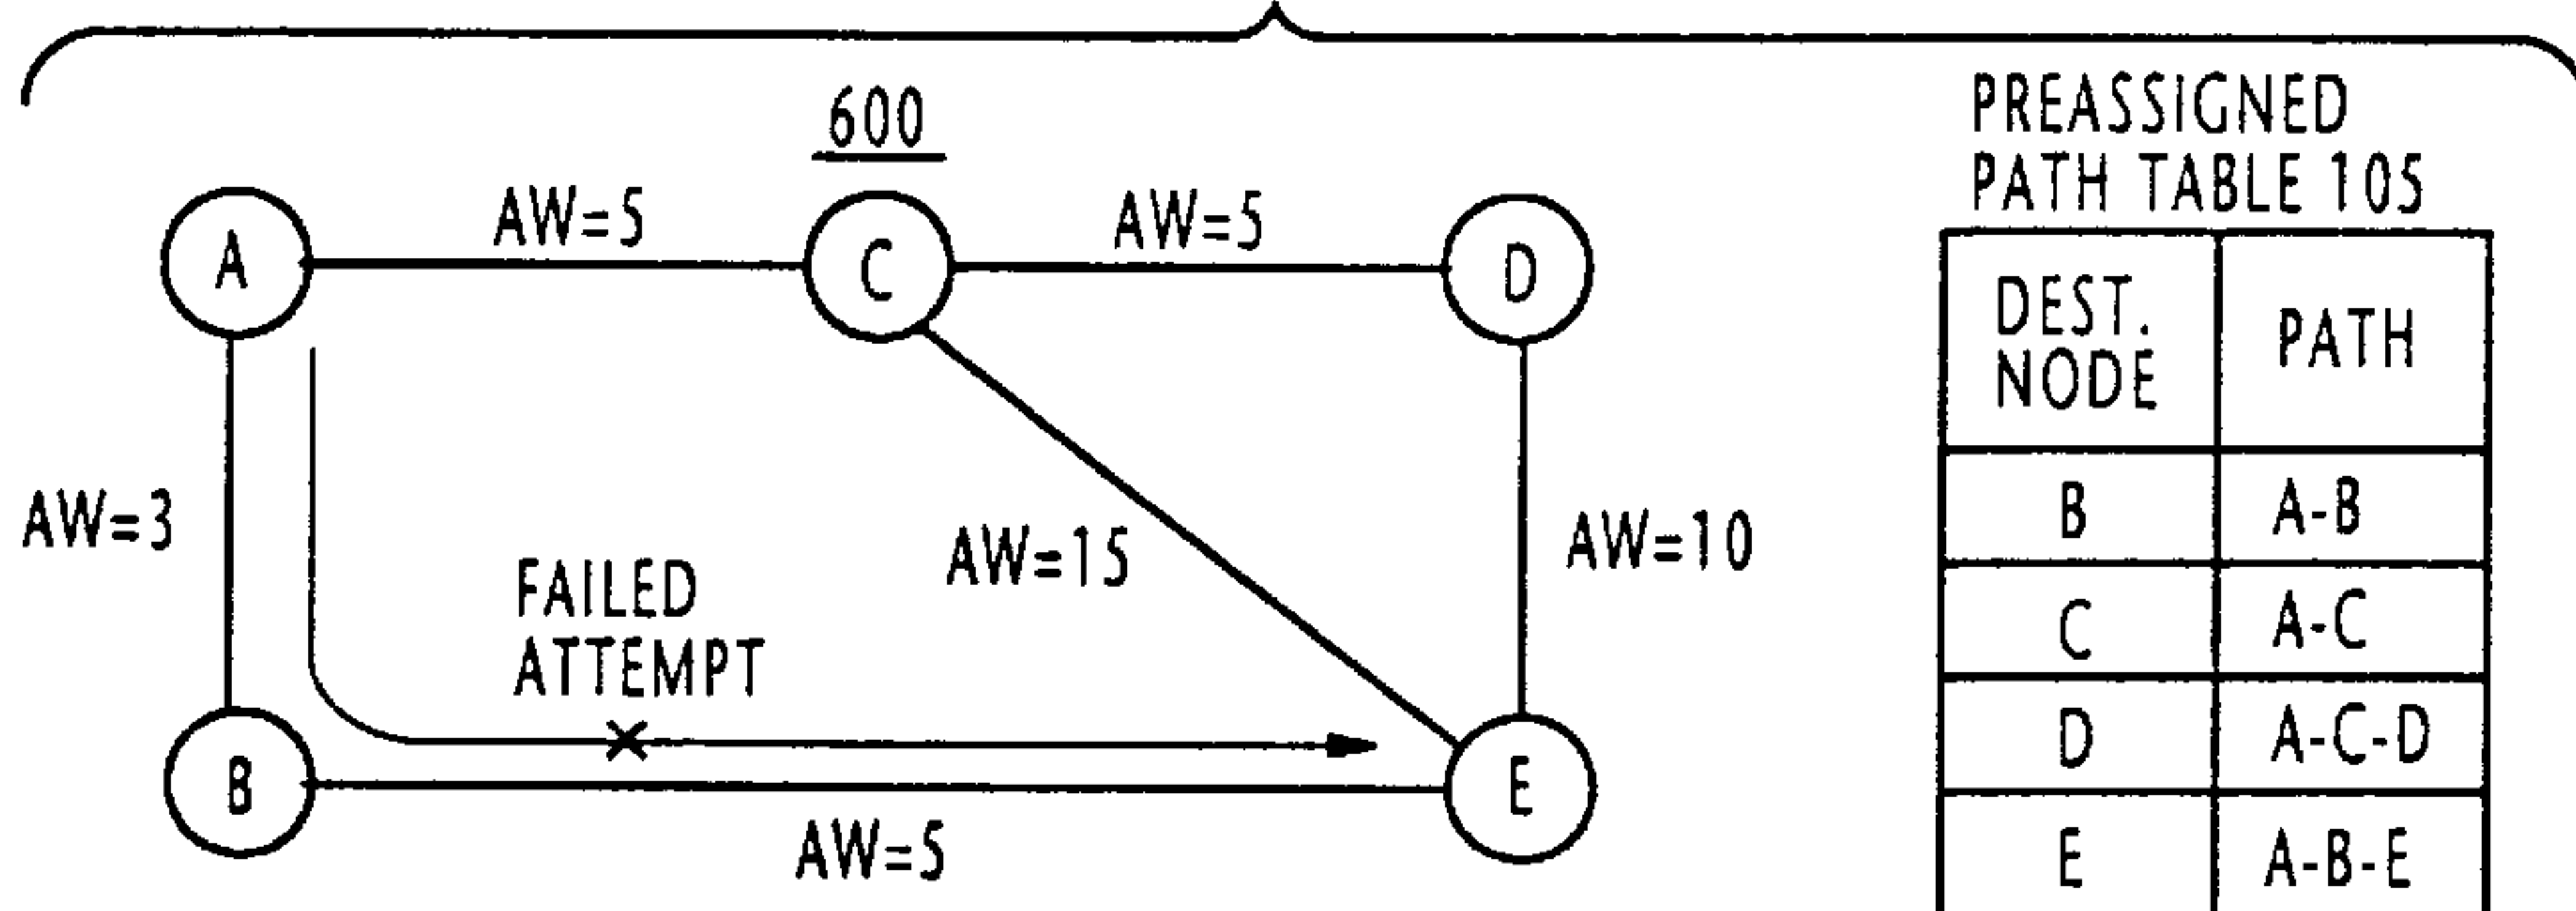 600
A
AW=5
C
AW=5
D
AW=3
FAILED
ATTEMPT
AW=15
AW=10
B
AW=5
E
PREASSIGNED
PATH TABLE 105
DEST.
NODE
PATH
B
A-B
C
A-C
D
A-C-D
E
A-B-E